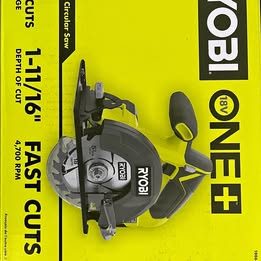 Circular Saw
CUTS
GE
1-11/16"
DEPTH OF CUT
FAST CUTS
4,700 RPM
RYOBI
18V
ONE+
RYOBI